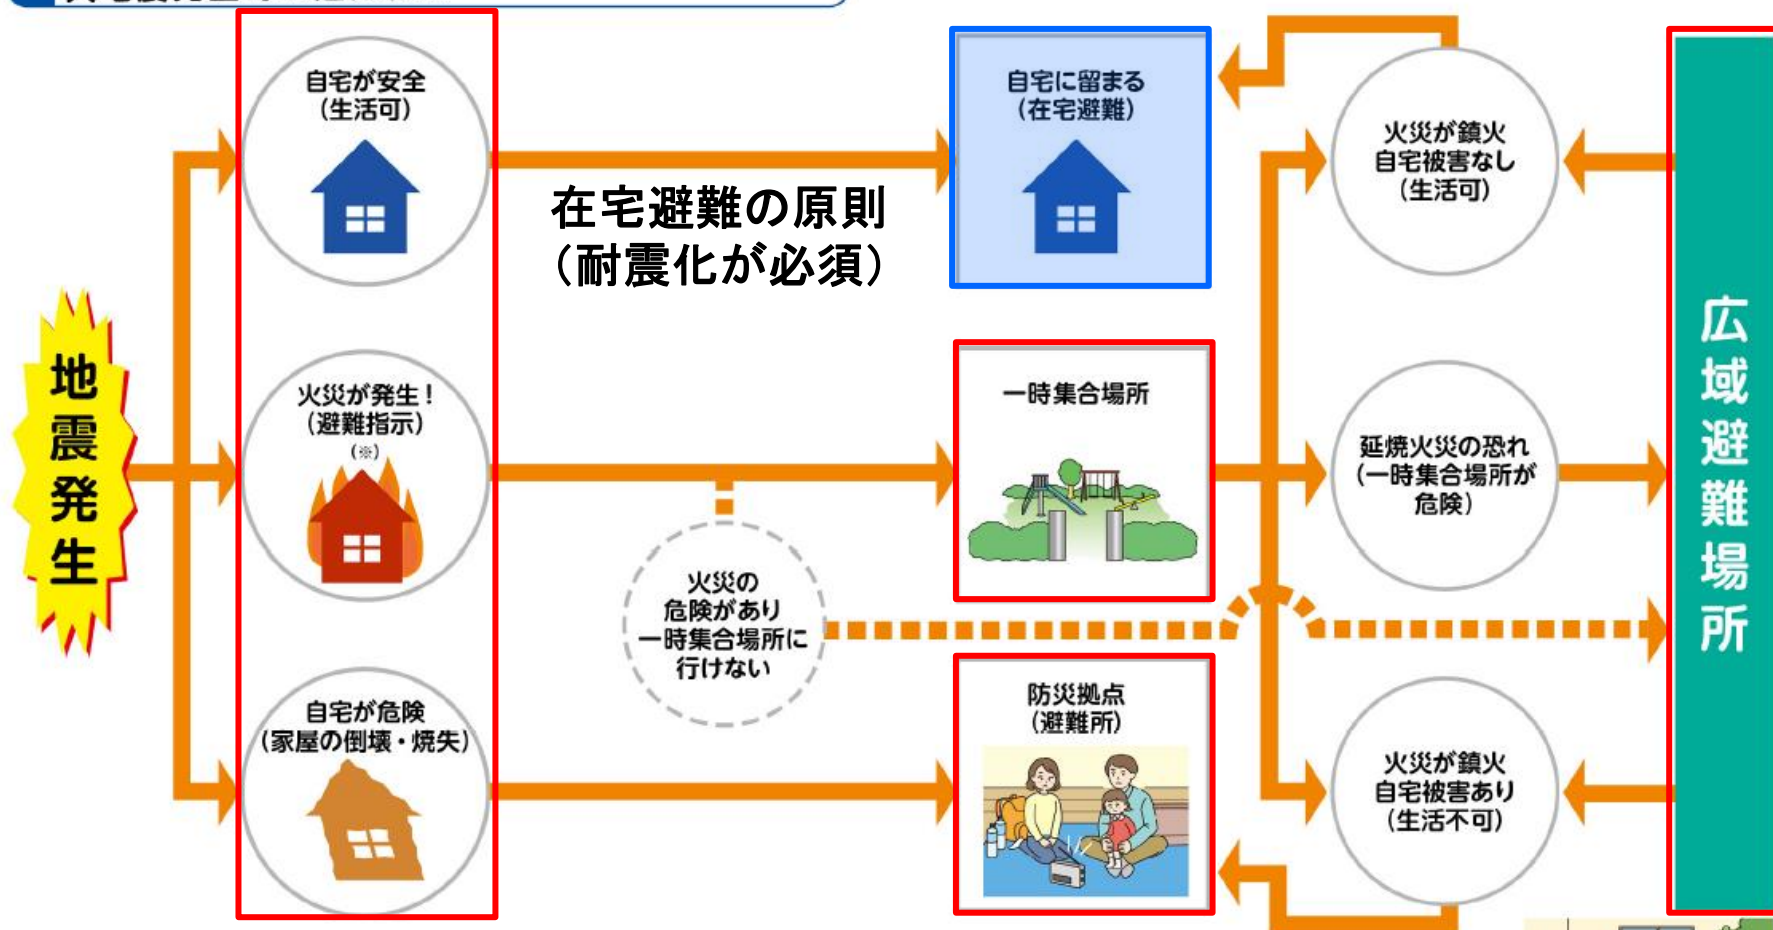 地震発生
自宅が安全
(生活可)
火災が発生!
(避難指示)
(※)
自宅が危険
(家屋の倒壊・焼失)
在宅避難の原則
(耐震化が必須)
火災の
危険があり
一時集合場所に
行けない
自宅に留まる
(在宅避難)
一時集合場所
防災拠点
(避難所)
火災が鎮火
自宅被害なし
(生活可)
延焼火災の恐れ
(一時集合場所が
危険)
火災が鎮火
自宅被害あり
(生活不可)
広域避難場所